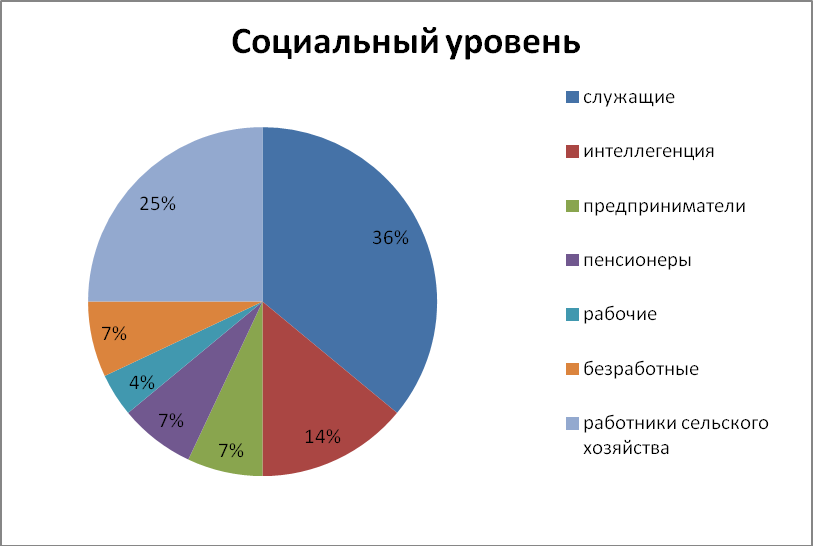 Социальный уровень
служащие
интеллегенция
предприниматели
пенсионеры
рабочие
безработные
работники сельского
хозяйства
36%
14%
7%
7%
4%
7%
25%